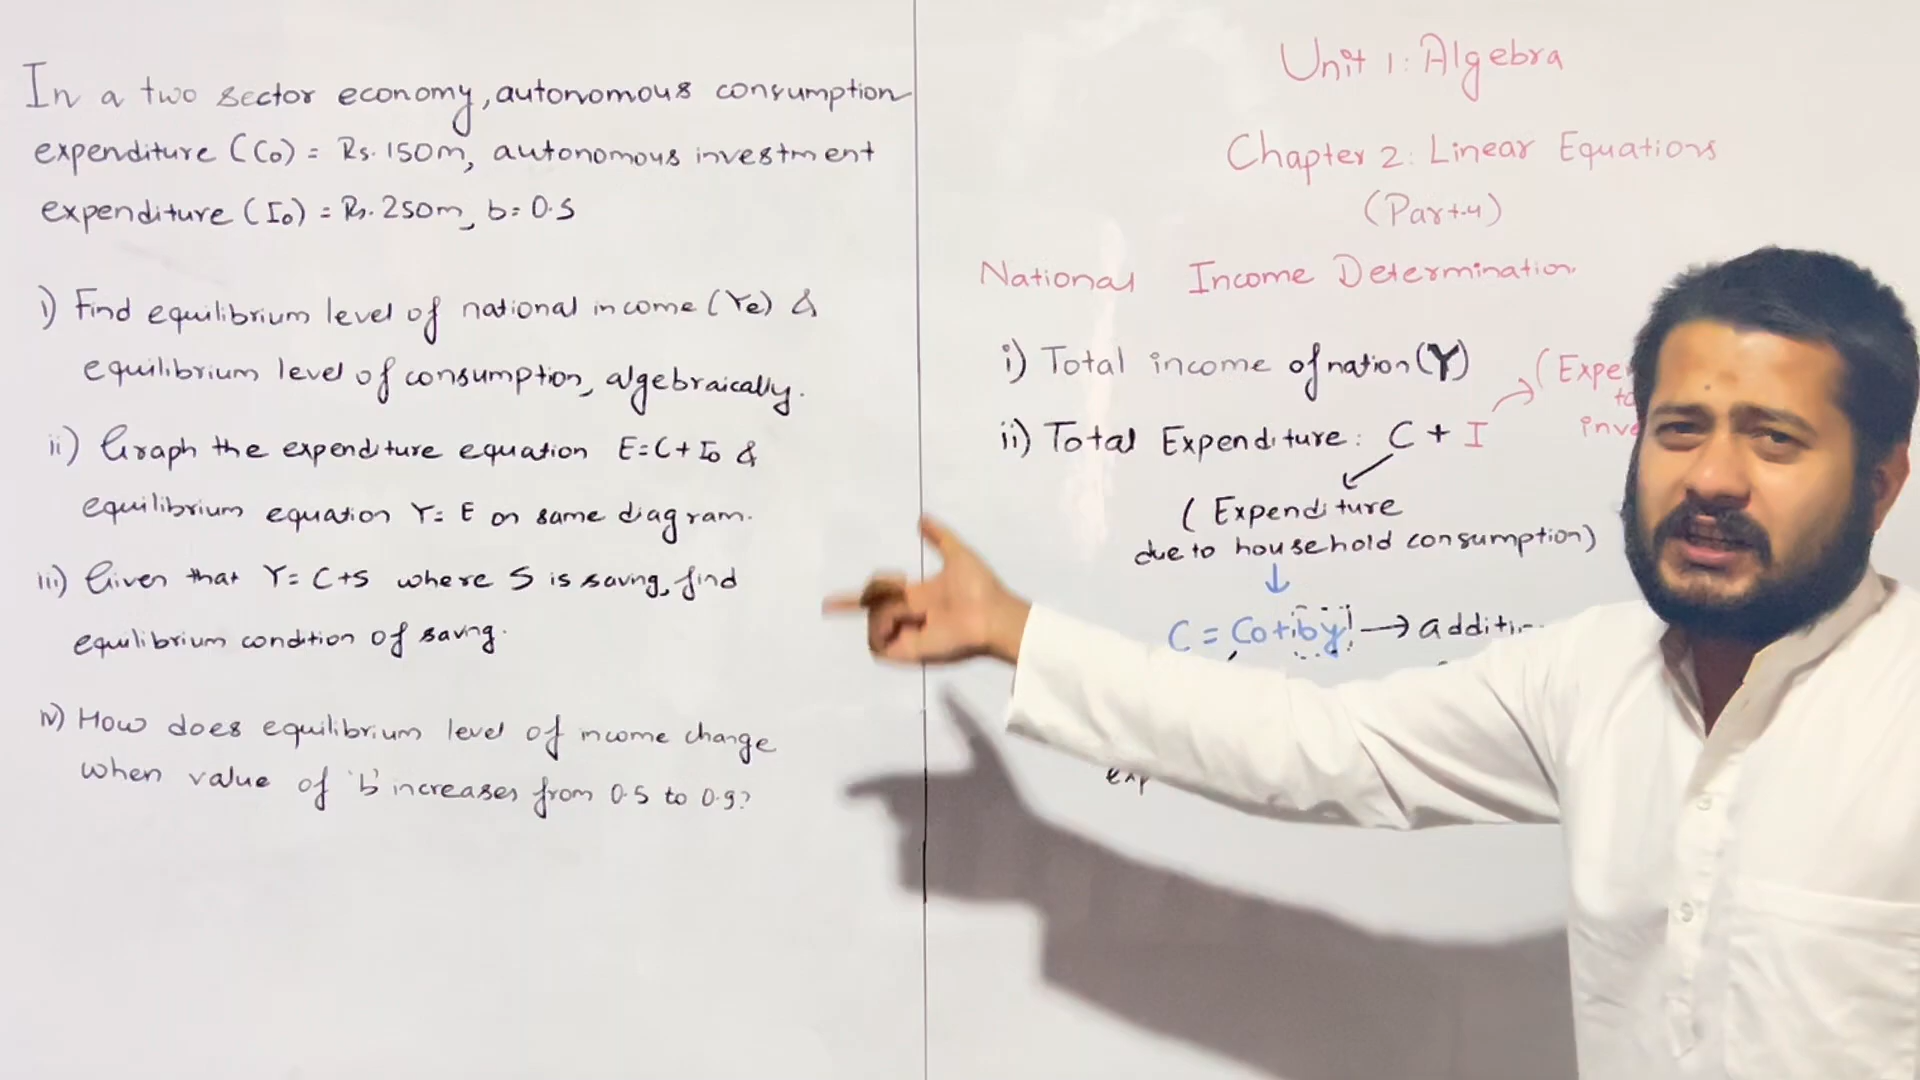 In a two sector economy, autonomous consumption
expenditure (Co) = Rs. 150m, autonomous investment
expenditure (Io) = Rs. 250m, b = 0.5
i) Find equilibrium level of national income (Ye) &
equilibrium level of consumption, algebraically.
ii) Graph the expenditure equation E=C+Io &
equilibrium equation Y=E on same diagram.
iii) Given that Y=C+S where S is saving, find
equilibrium condition of saving.
iv) How does equilibrium level of income change
when value of 'b' increases from 0.5 to 0.9?
Unit 1: Algebra
Chapter 2: Linear Equations
(Part-4)
National Income Determination
i) Total income of nation (Y)
ii) Total Expenditure: C + I
(Expenditure
due to household consumption)
C = Co+by